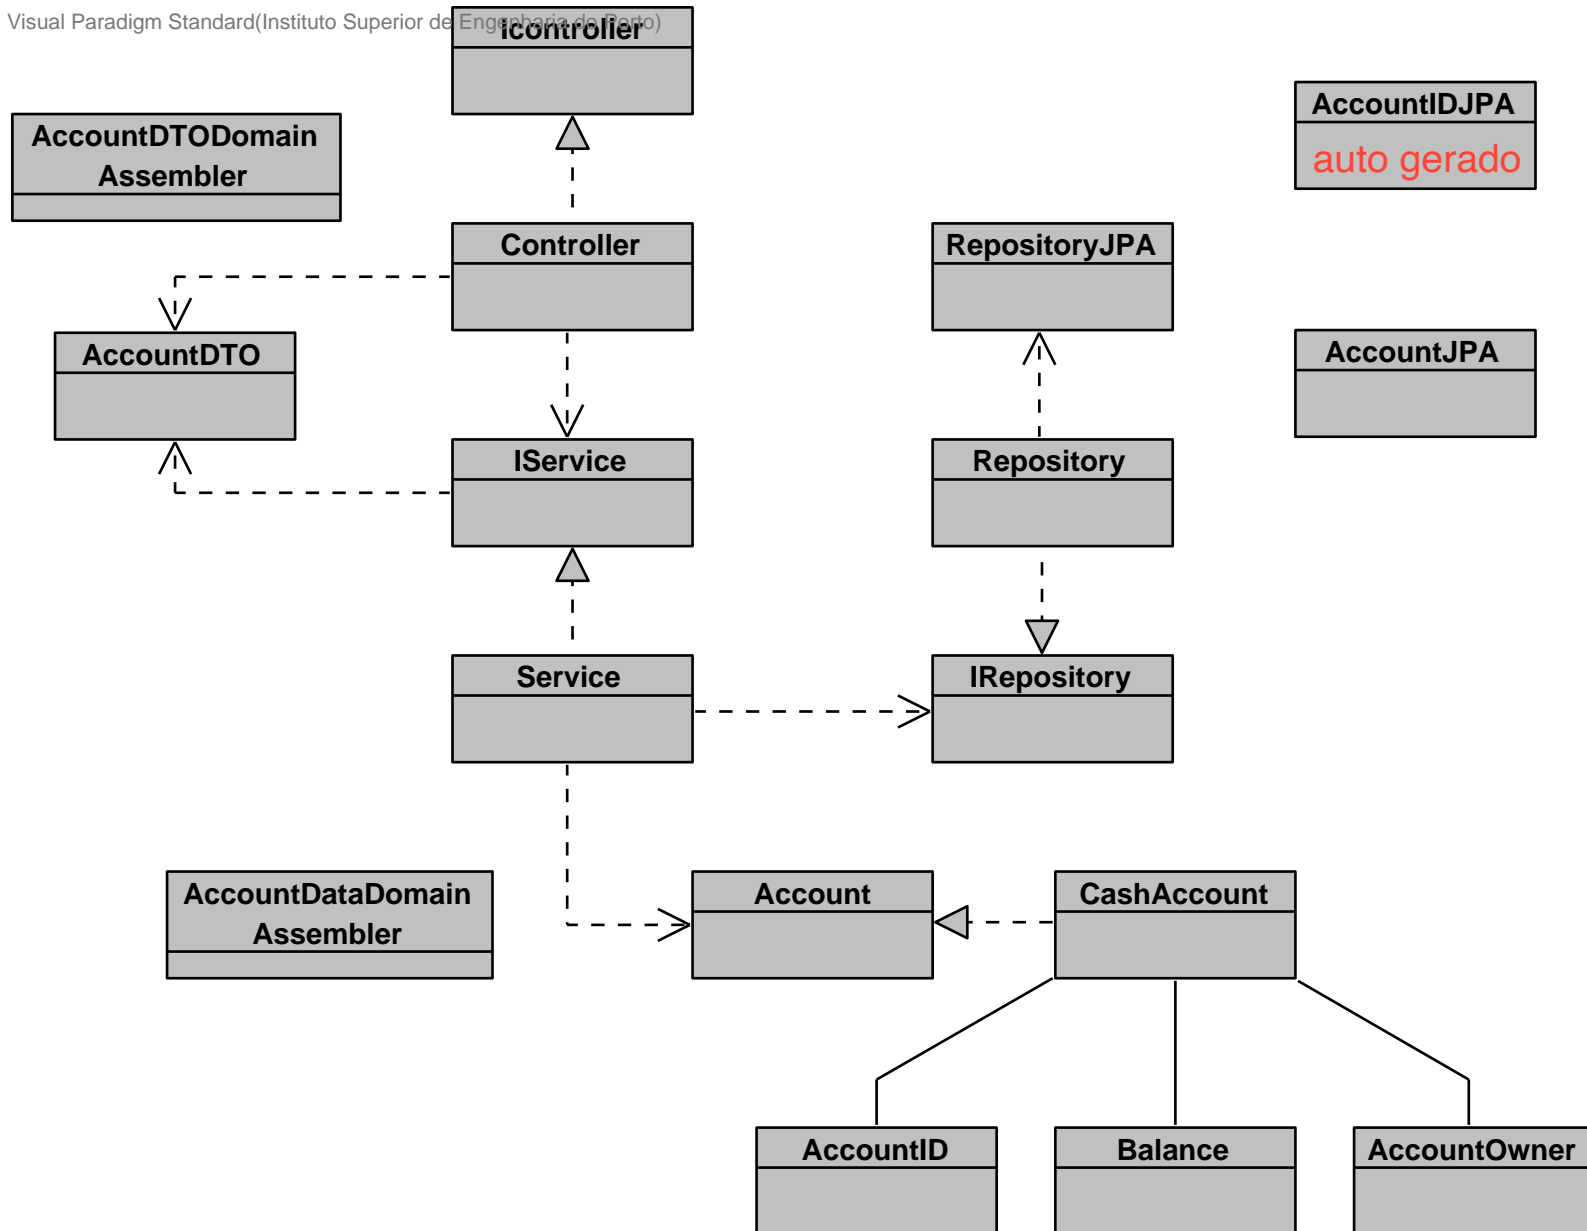 Visual Paradigm Standard(Instituto Superior de Engenharia do Porto)
Icontroller
AccountIDJPA
auto gerado
AccountDTODomain
Assembler
Controller
RepositoryJPA
AccountDTO
AccountJPA
IService
Repository
Service
IRepository
AccountDataDomain
Assembler
Account
CashAccount
AccountID
Balance
AccountOwner